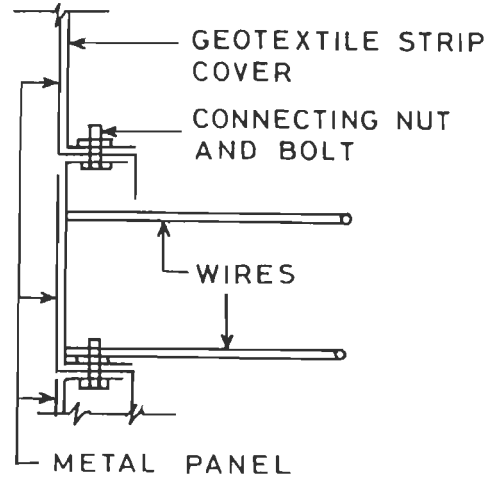 GEOTEXTILE STRIP
COVER
CONNECTING NUT
AND BOLT
WIRES
METAL PANEL